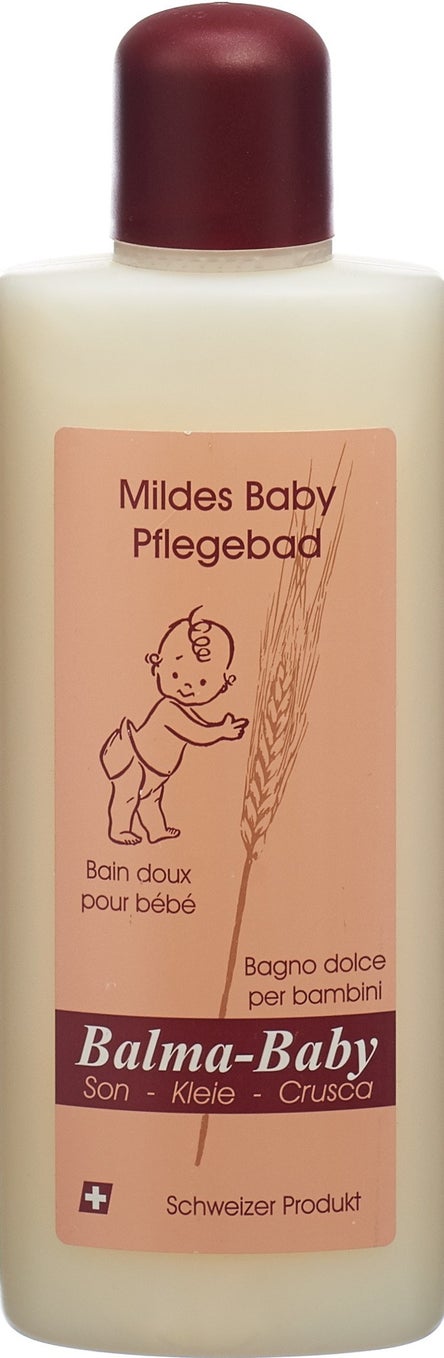 Mildes Baby
Pflegebad
Bain doux
pour bébé
Bagno dolce
per bambini
Balma-Baby
Son - Kleie - Crusca
Schweizer Produkt